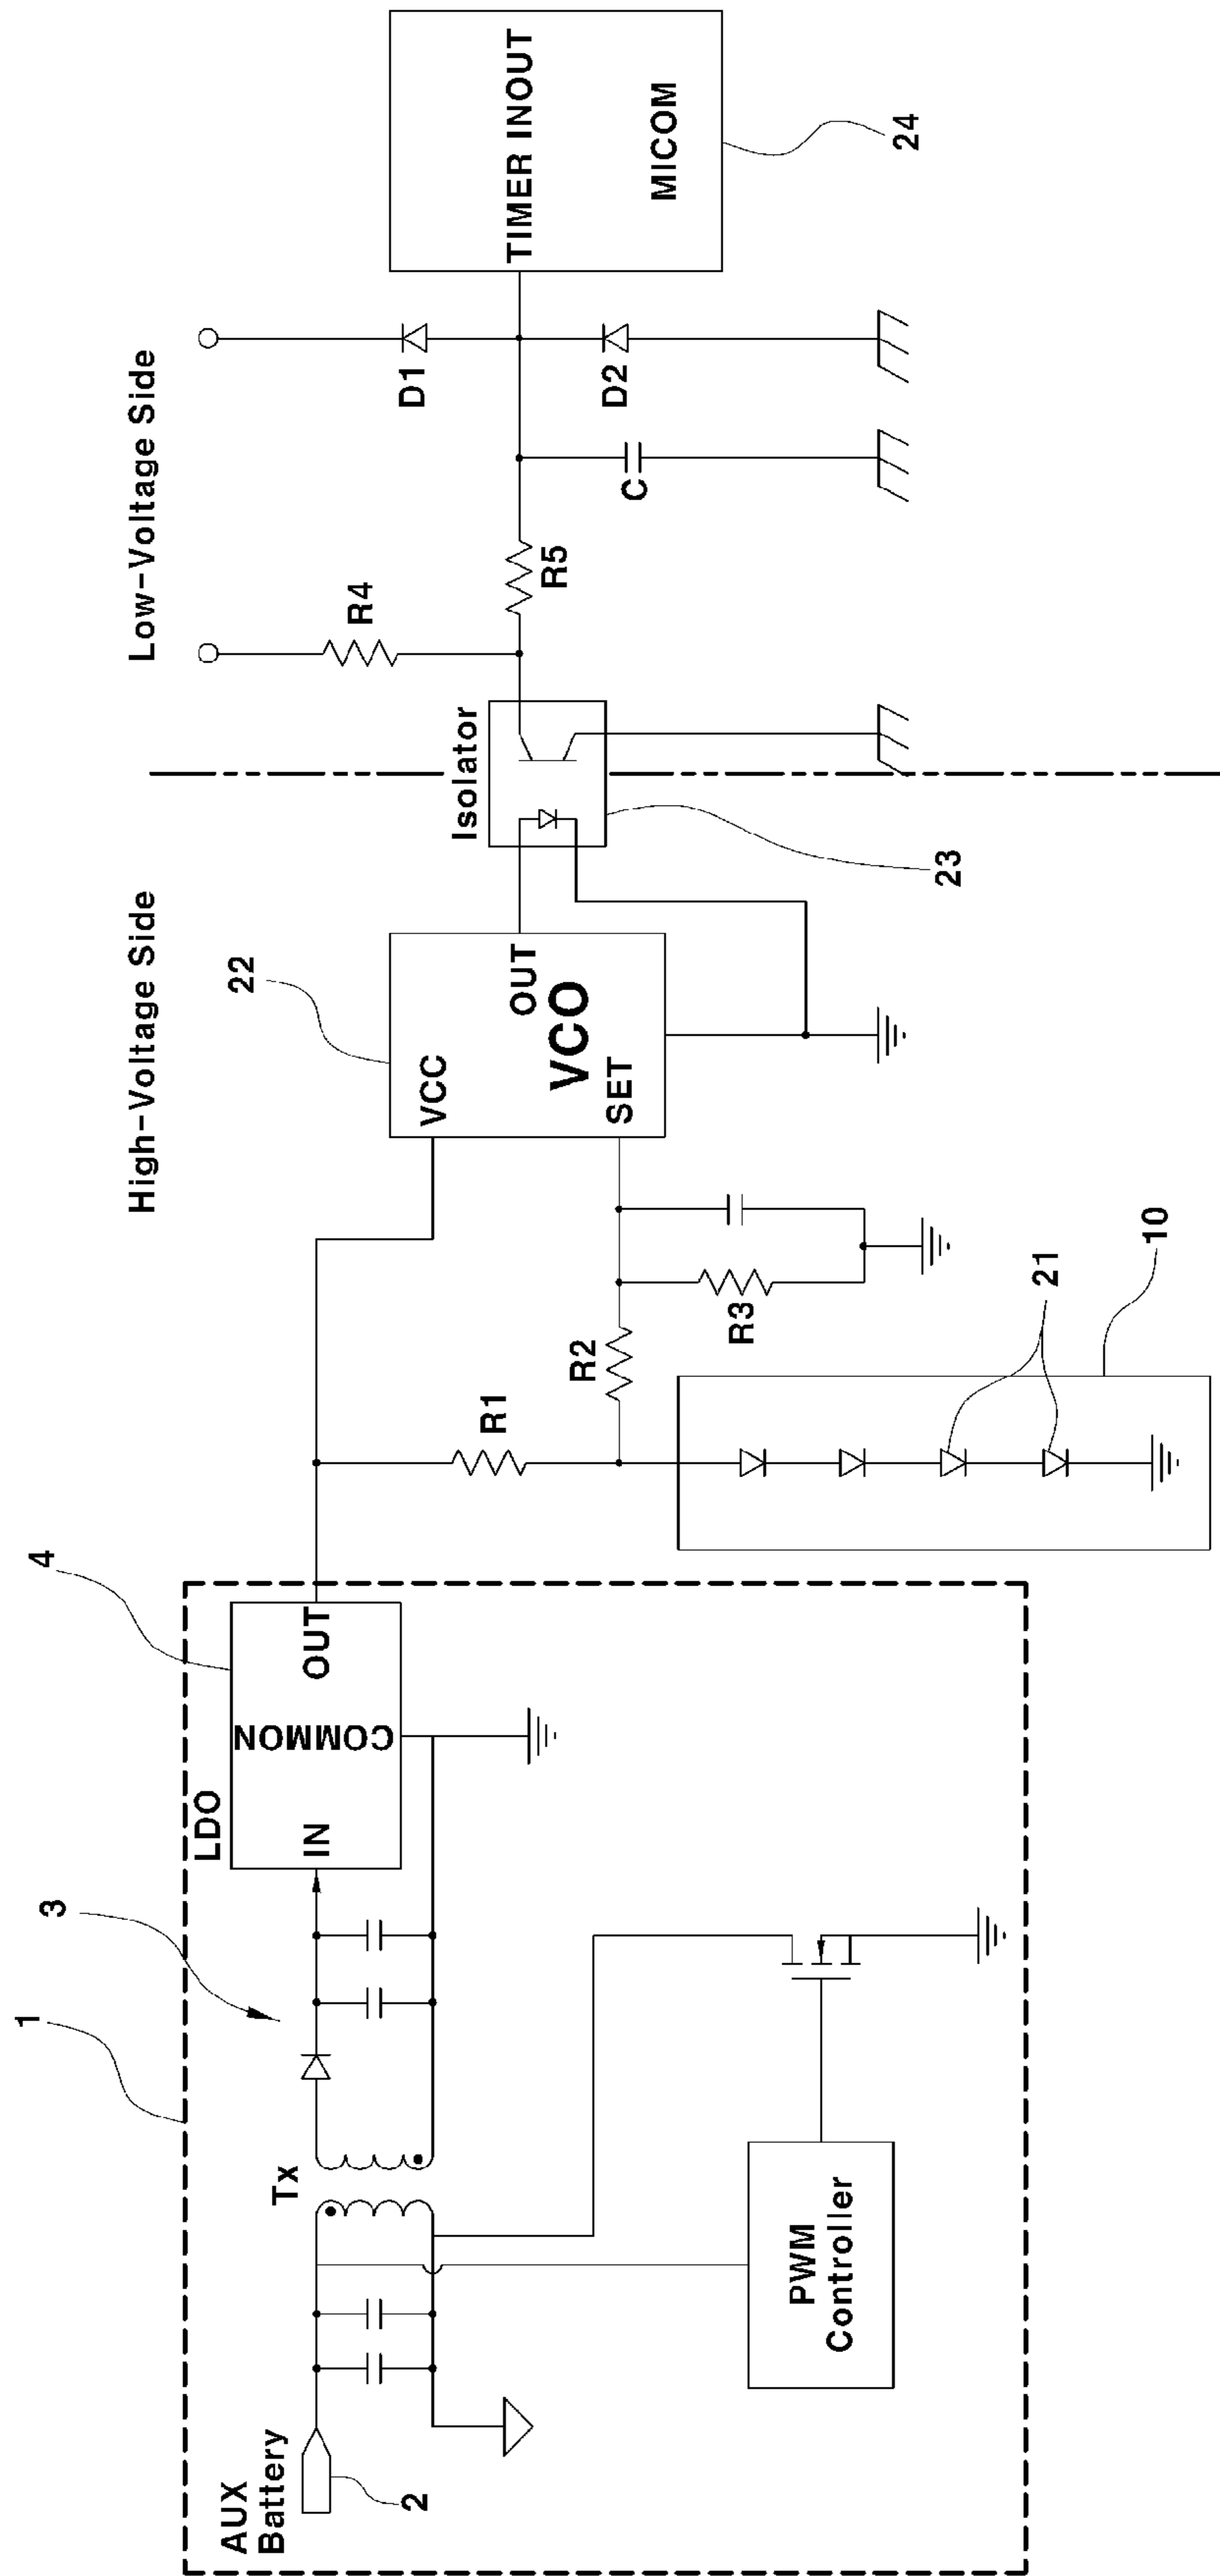 High-Voltage Side
Low-Voltage Side
1
3
4
LDO
IN
COMMON
OUT
AUX
Battery
2
Tx
PWM
Controller
R1
R2
R3
21
10
22
VCC
OUT
VCO
SET
Isolator
23
R4
R5
C
D1
D2
TIMER INOUT
MICOM
24